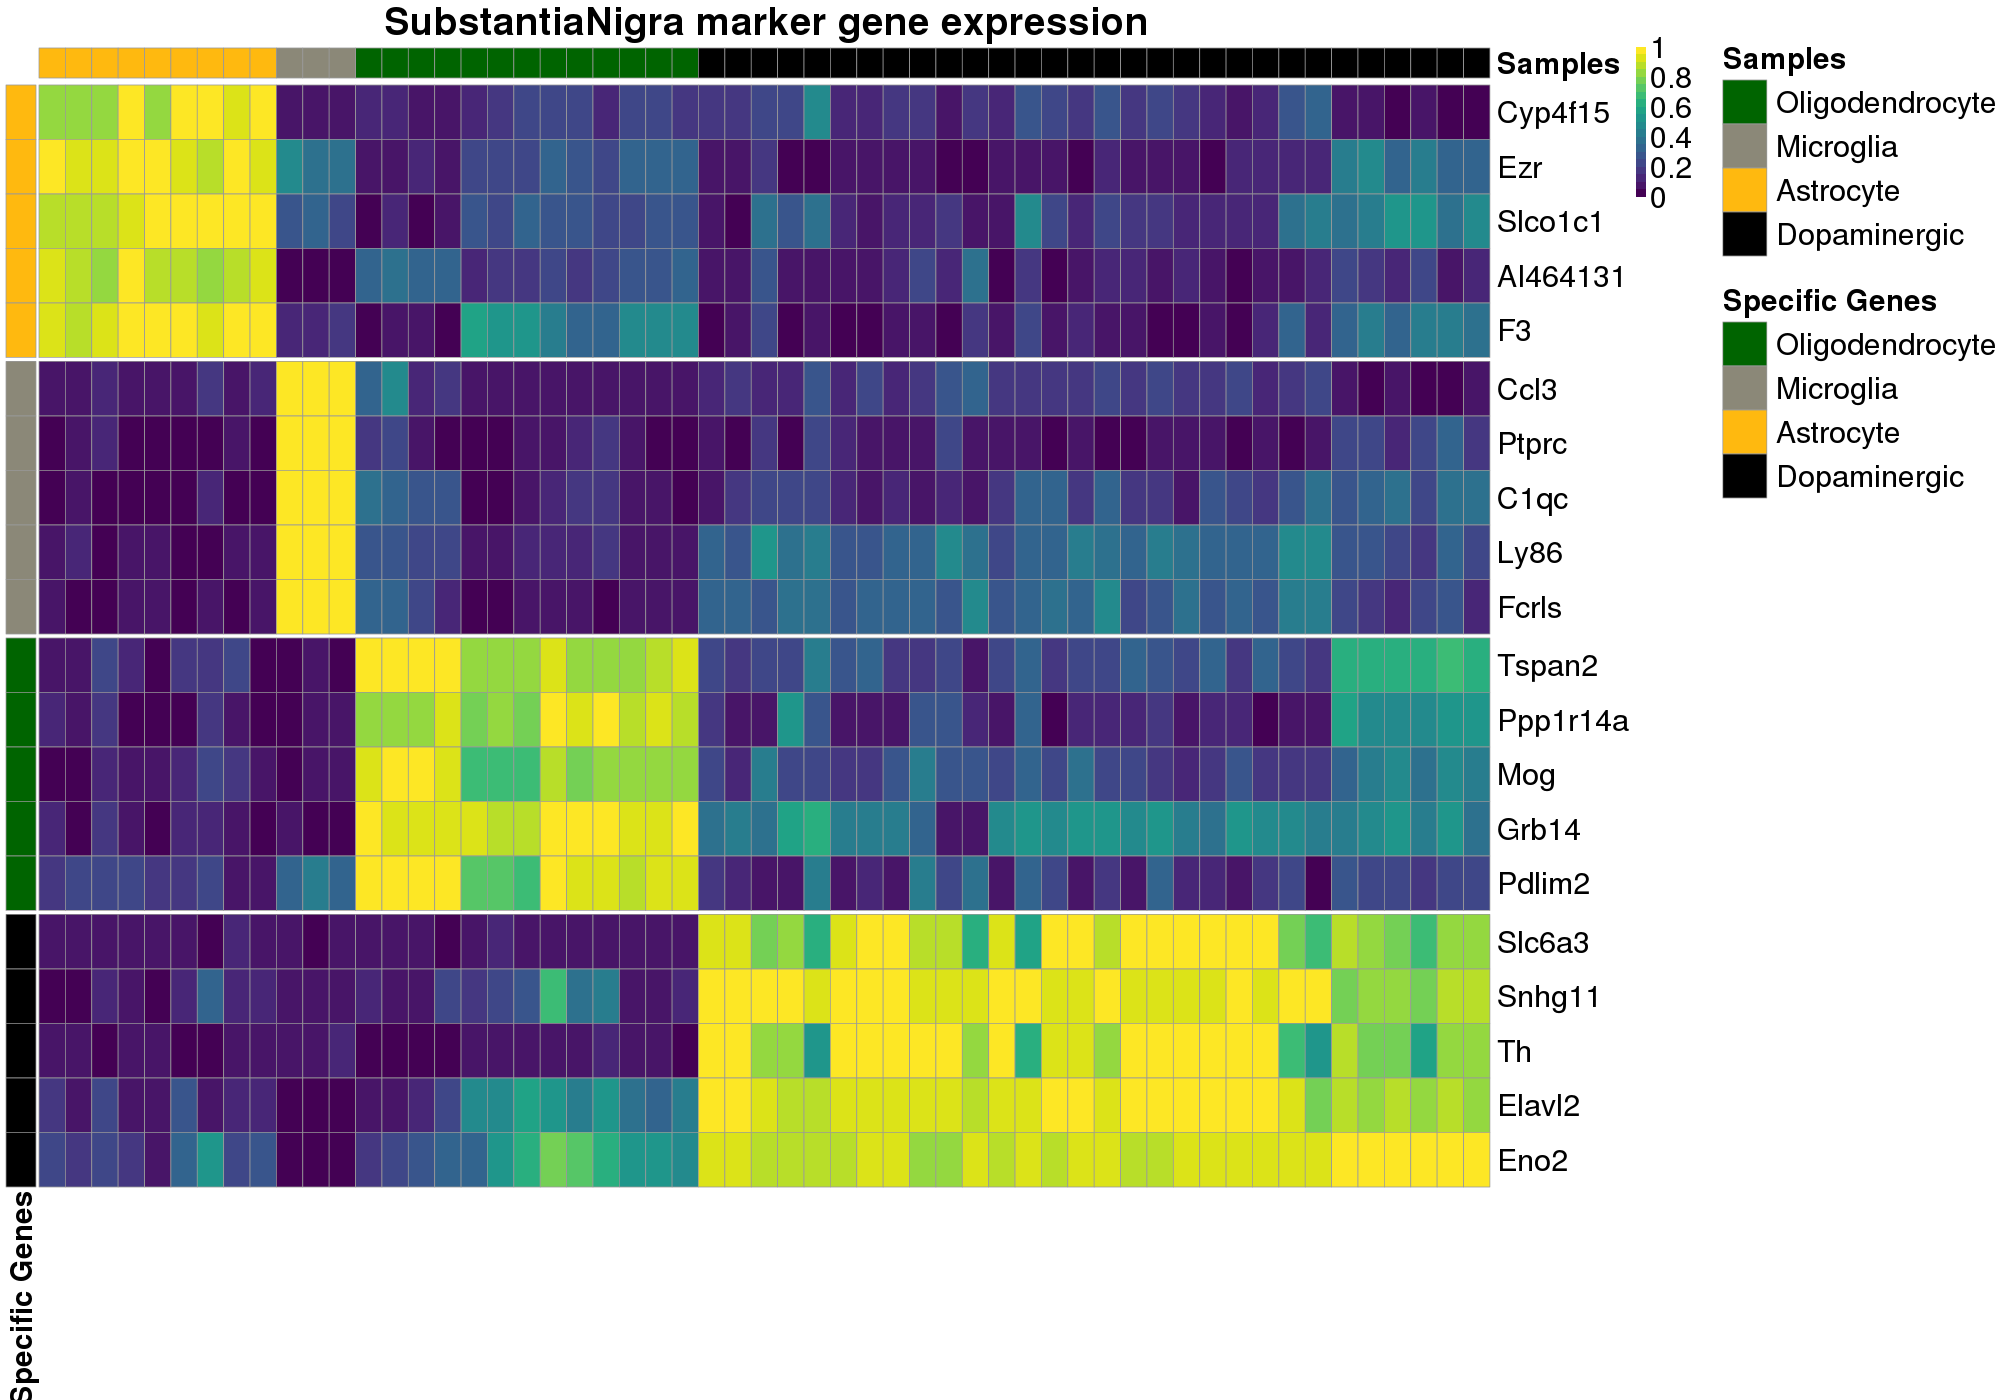 SubstantiaNigra marker gene expression
Samples
Cyp4f15
Ezr
Slco1c1
AI464131
F3
Ccl3
Ptprc
C1qc
Ly86
Fcrls
Tspan2
Ppp1r14a
Mog
Grb14
Pdlim2
Slc6a3
Snhg11
Th
Elavl2
Eno2
Specific Genes
1
0.8
0.6
0.4
0.2
0
Samples
Oligodendrocyte
Microglia
Astrocyte
Dopaminergic
Specific Genes
Oligodendrocyte
Microglia
Astrocyte
Dopaminergic